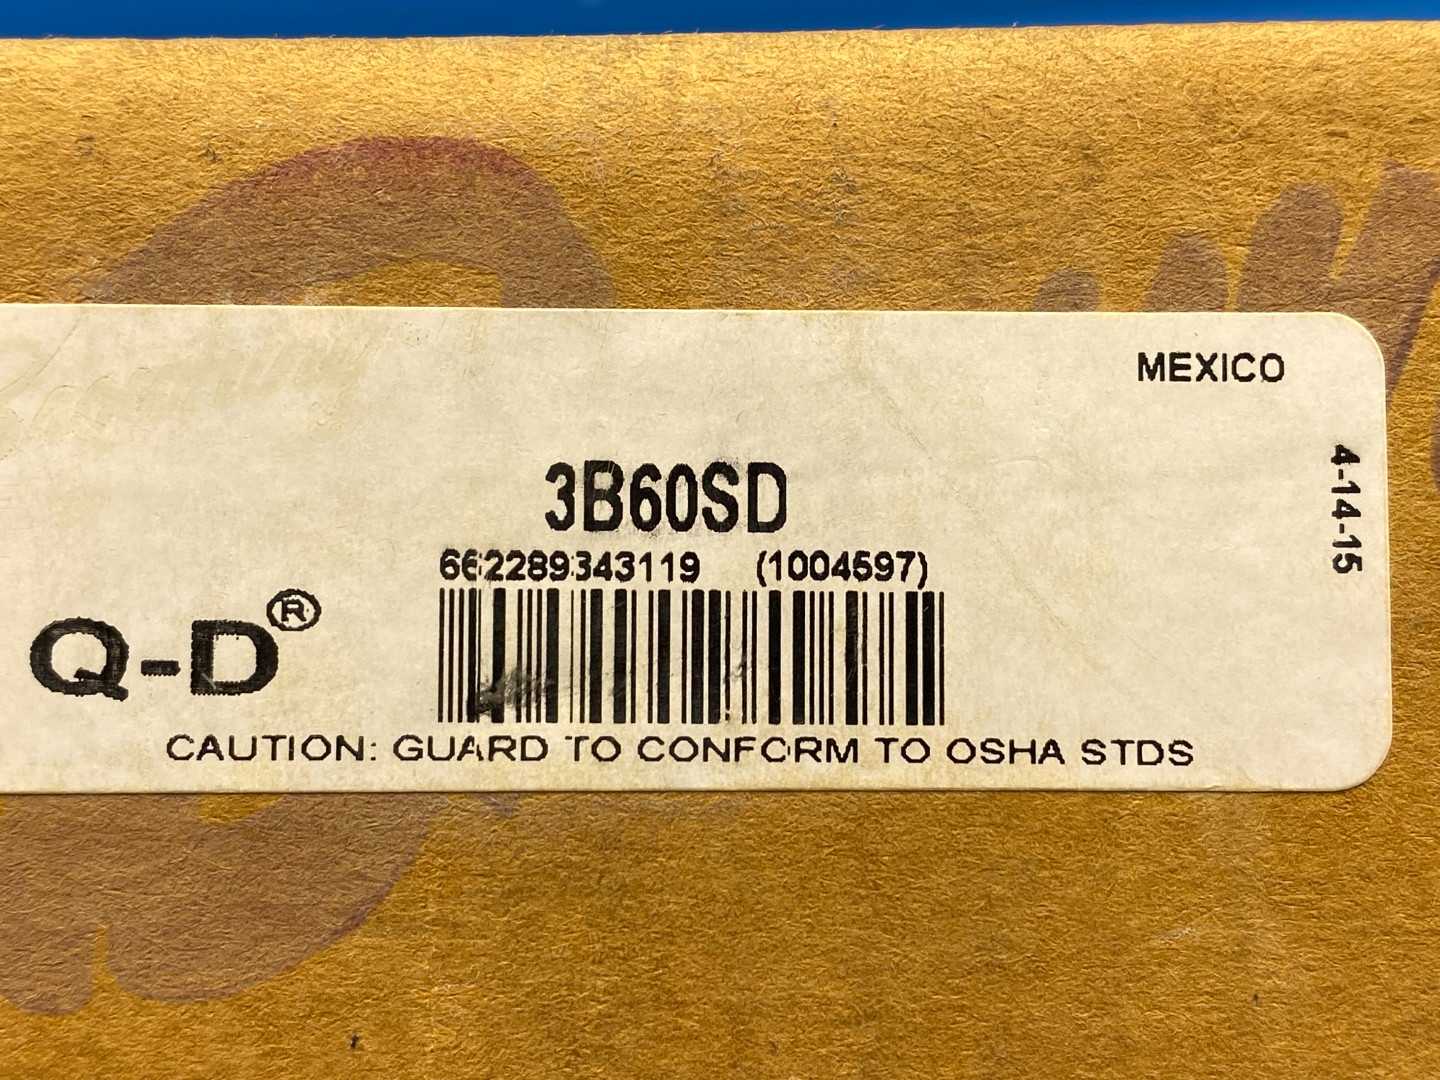 MEXICO
4-14-15
3B60SD
662289343119 (1004597)
Q-D®
CAUTION: GUARD TO CONFORM TO OSHA STDS